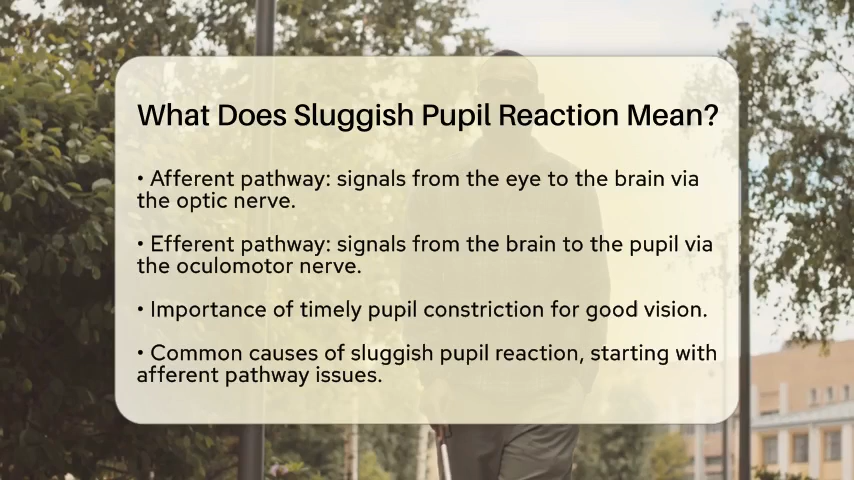 What Does Sluggish Pupil Reaction Mean?
• Afferent pathway: signals from the eye to the brain via
the optic nerve.
• Efferent pathway: signals from the brain to the pupil via
the oculomotor nerve.
• Importance of timely pupil constriction for good vision.
• Common causes of sluggish pupil reaction, starting with
afferent pathway issues.